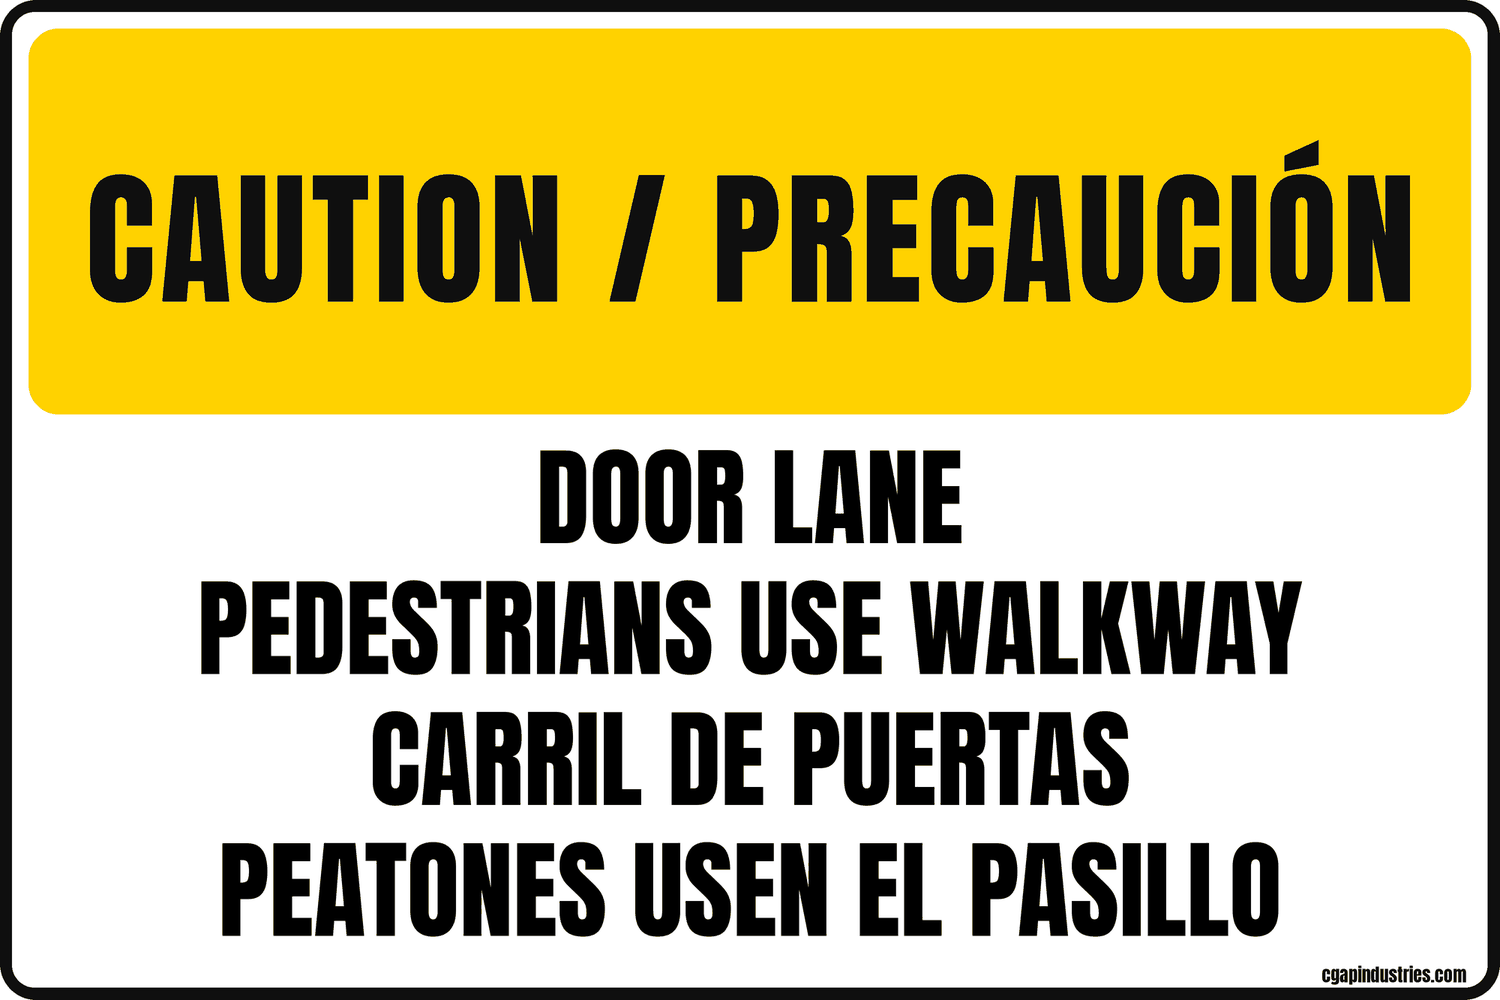 CAUTION / PRECAUCIÓN
DOOR LANE
PEDESTRIANS USE WALKWAY
CARRIL DE PUERTAS
PEATONES USEN EL PASILLO
cgapindustries.com